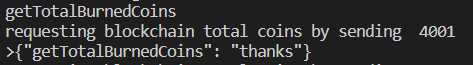 getTotalBurnedCoins
requesting blockchain total coins by sending  4001
>{"getTotalBurnedCoins": "thanks"}